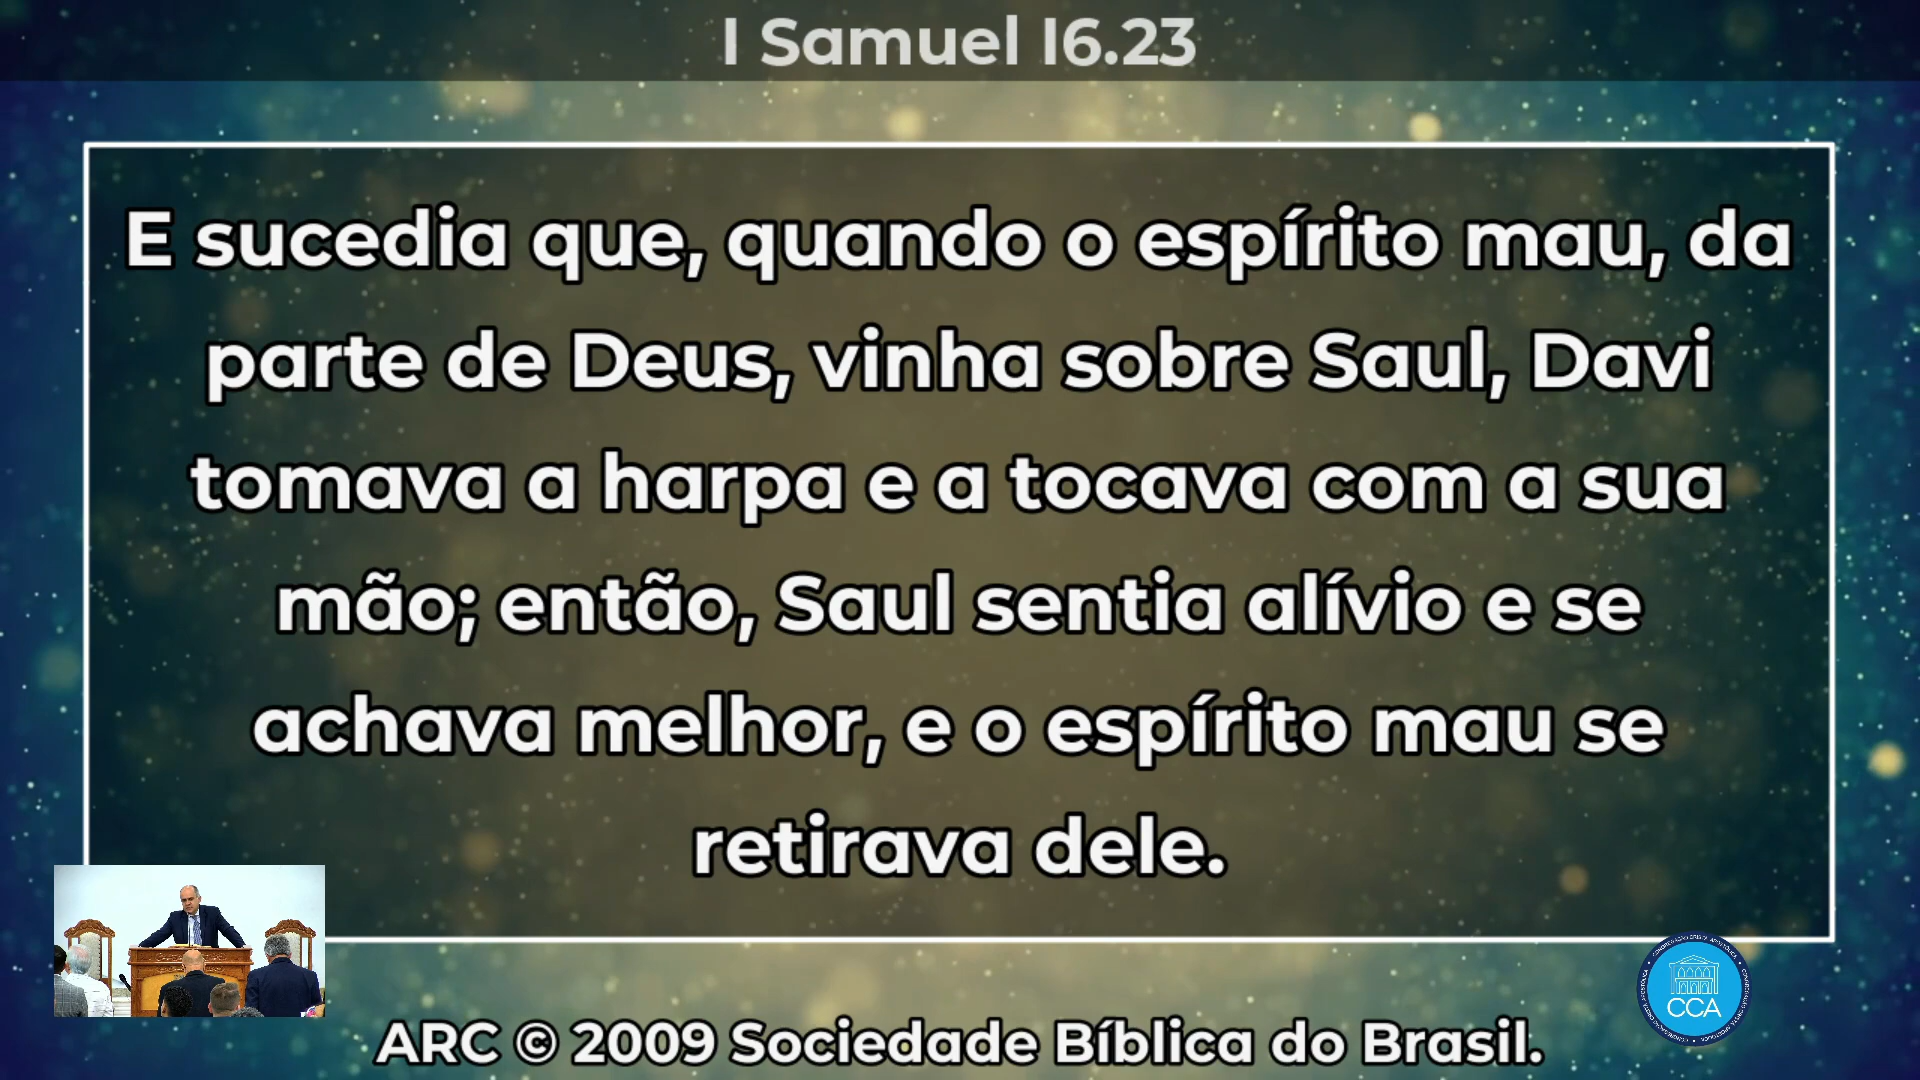 I Samuel I6.23
E sucedia que, quando o espírito mau, da
parte de Deus, vinha sobre Saul, Davi
tomava a harpa e a tocava com a sua
mão; então, Saul sentia alívio e se
achava melhor, e o espírito mau se
retirava dele.
CCA
ARC © 2009 Sociedade Bíblica do Brasil.